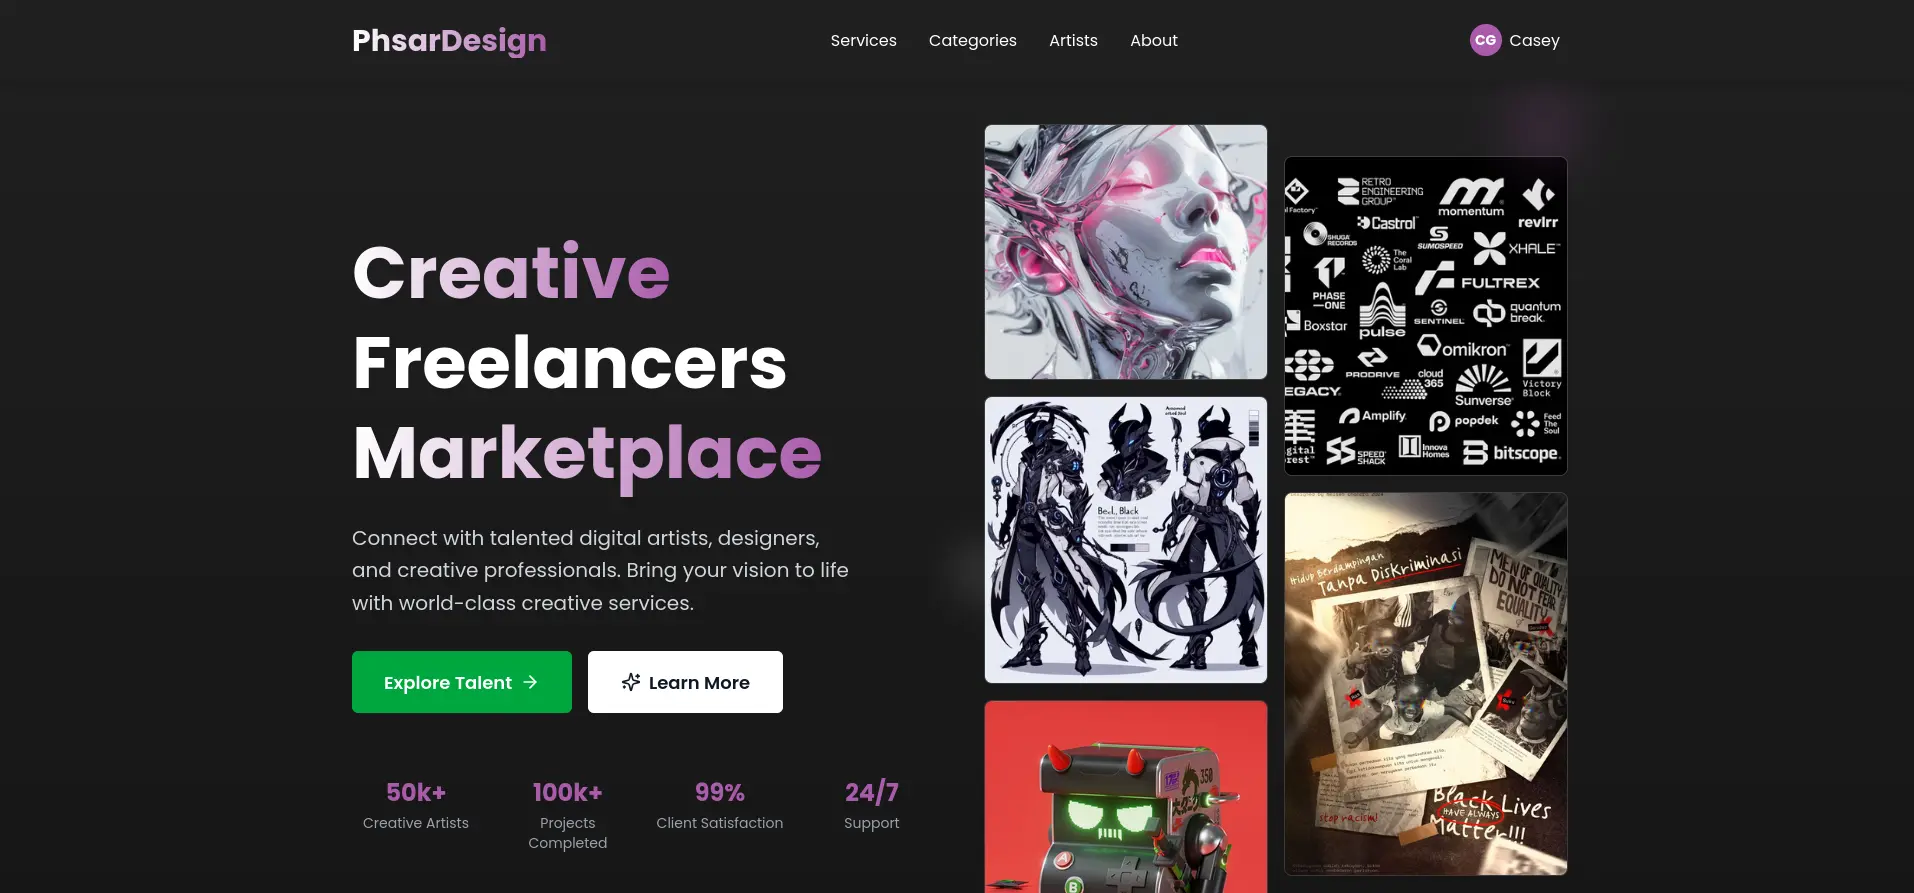 PhsarDesign
Services
Categories
Artists
About
CG
Casey
Creative
Freelancers
Marketplace
Connect with talented digital artists, designers,
and creative professionals. Bring your vision to life
with world-class creative services.
Explore Talent
Learn More
50k+
Creative Artists
100k+
Projects
Completed
99%
Client Satisfaction
24/7
Support
RETRO
ENGINEERING
GROUP
momentum
revlrr
Factory
Castrol
SHUGA
RECORDS
SUMOSPEED
XHALE
The
Coral
Lab
PHASE
—ONE
FULTREX
Boxstar
pulse
SENTINEL
quantum
break.
omikron
PRODRIVE
cloud
365
Victory
Block
EGACY
Sunverse
Amplify
popdek
Feed
The
Soul
SPEED
SHACK
Innova
Homes
bitscope.
Black
Hidup Berdampingan
Tanpa Diskriminasi
MEN OF QUALITY
DO NOT FEAR
EQUALITY
stop racism!
Black Lives
HAVE ALWAYS
Matter!!!
350
A
B